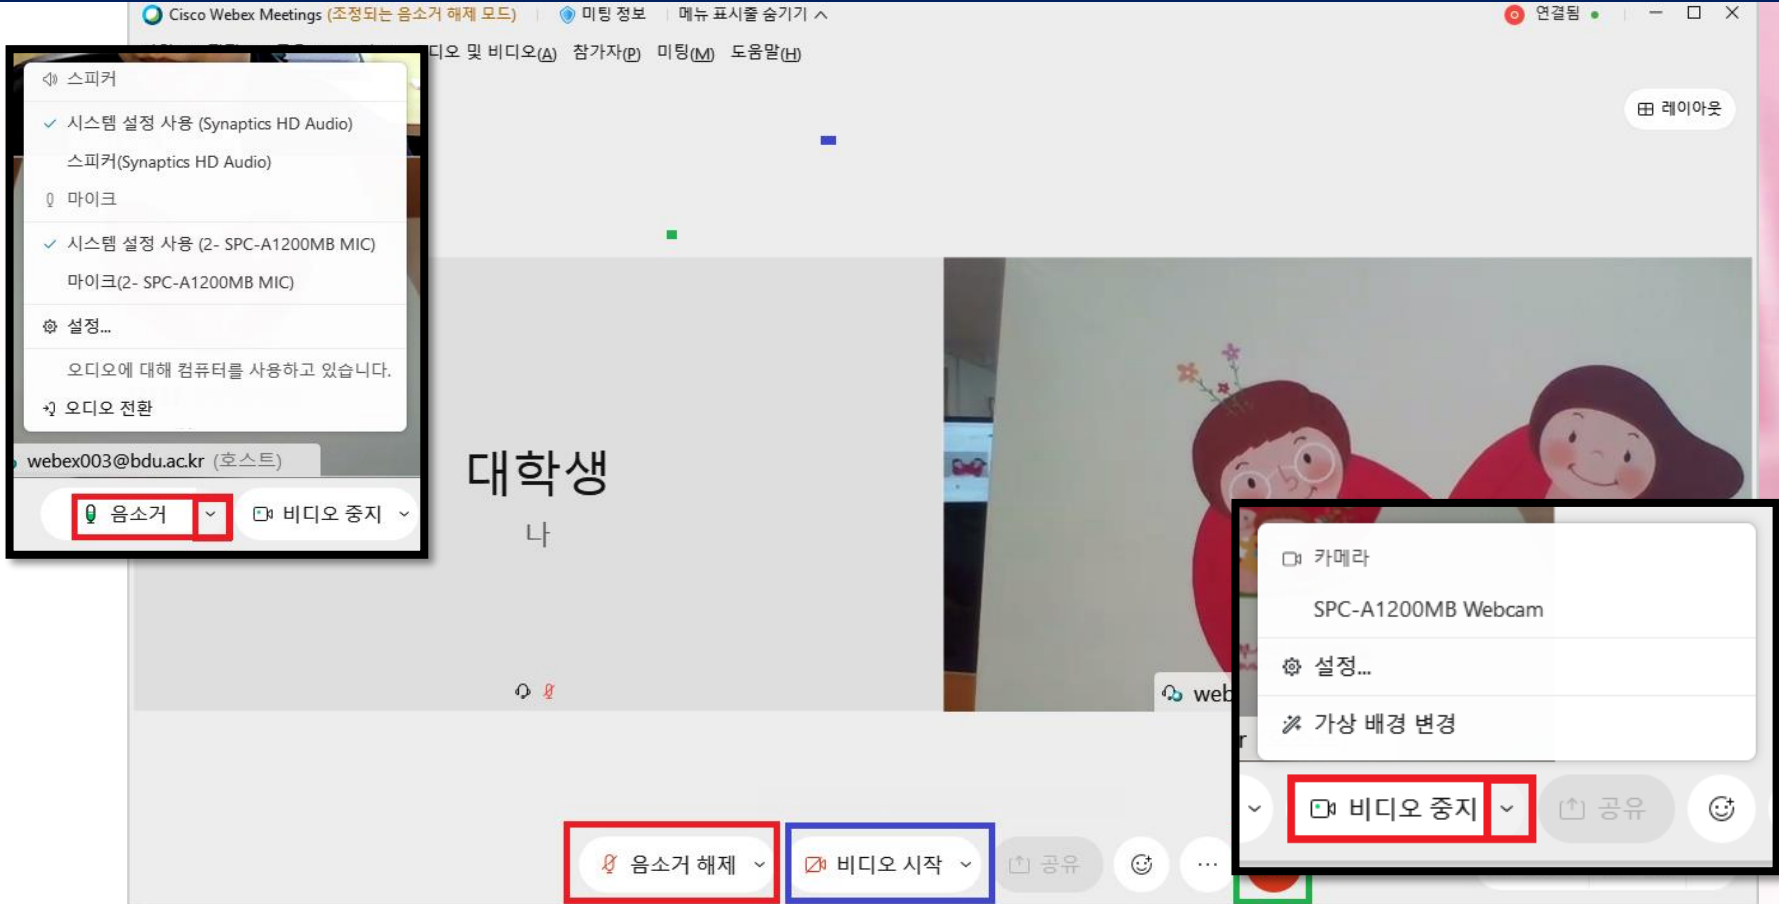 Cisco Webex Meetings (조정되는 음소거 해제 모드)
미팅 정보
메뉴 표시줄 숨기기
연결됨
디오 및 비디오(A) 참가자(P) 미팅(M) 도움말(H)
레이아웃
스피커
시스템 설정 사용 (Synaptics HD Audio)
스피커(Synaptics HD Audio)
마이크
시스템 설정 사용 (2- SPC-A1200MB MIC)
마이크(2- SPC-A1200MB MIC)
설정...
오디오에 대해 컴퓨터를 사용하고 있습니다.
오디오 전환
webex003@bdu.ac.kr (호스트)
음소거
비디오 중지
대학생
나
web
카메라
SPC-A1200MB Webcam
설정...
가상 배경 변경
r
비디오 중지
공유
음소거 해제
비디오 시작
공유